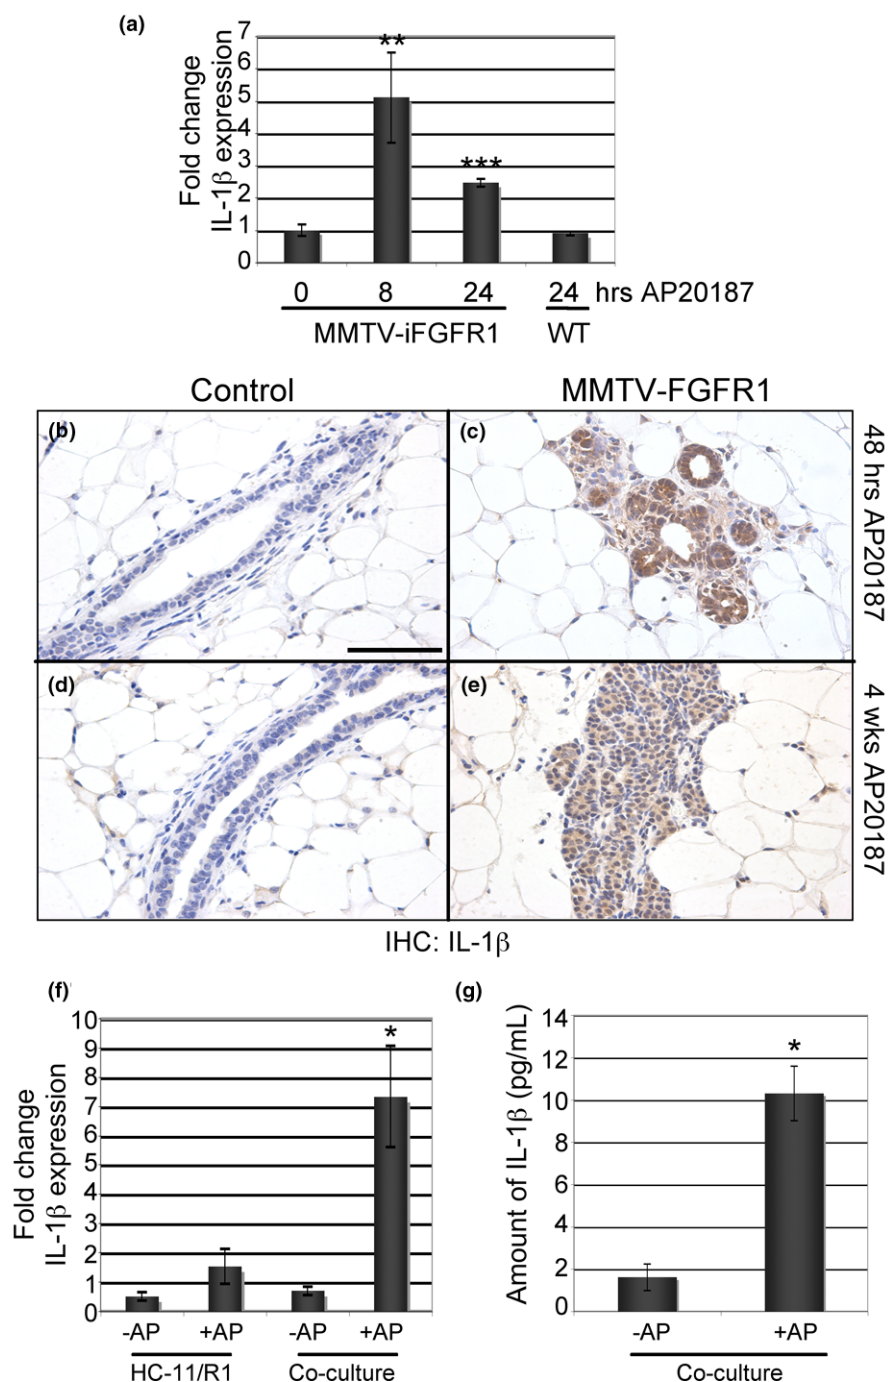 (a)
Fold change
IL-1β expression
7
6
5
4
3
2
1
0
**
***
0 8 24 24 hrs AP20187
MMTV-iFGFR1 WT
Control MMTV-FGFR1
(b) (c)
48 hrs AP20187
(d) (e)
4 wks AP20187
IHC: IL-1β
(f)
Fold change
IL-1β expression
10
9
8
7
6
5
4
3
2
1
0
*
-AP +AP -AP +AP
HC-11/R1 Co-culture
(g)
Amount of IL-1β (pg/mL)
14
12
10
8
6
4
2
0
*
-AP +AP
Co-culture